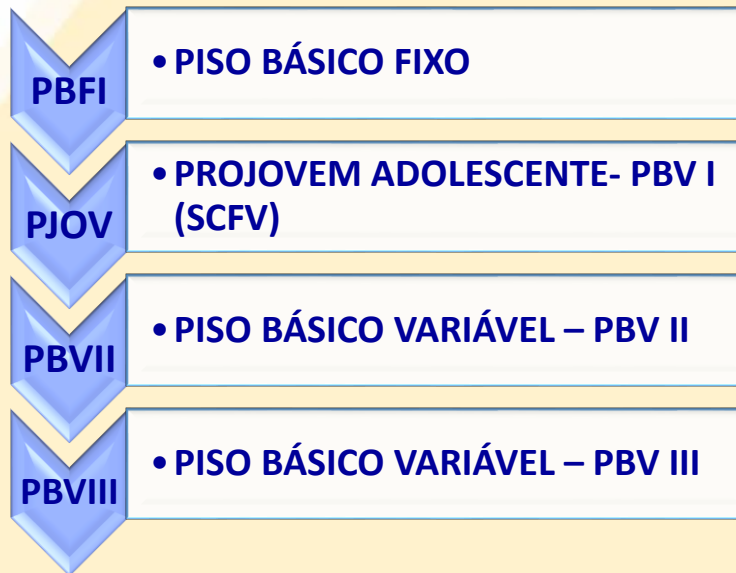 PBFI
• PISO BÁSICO FIXO
PJOV
• PROJOVEM ADOLESCENTE- PBV I
(SCFV)
PBVII
• PISO BÁSICO VARIÁVEL – PBV II
PBVIII
• PISO BÁSICO VARIÁVEL – PBV III